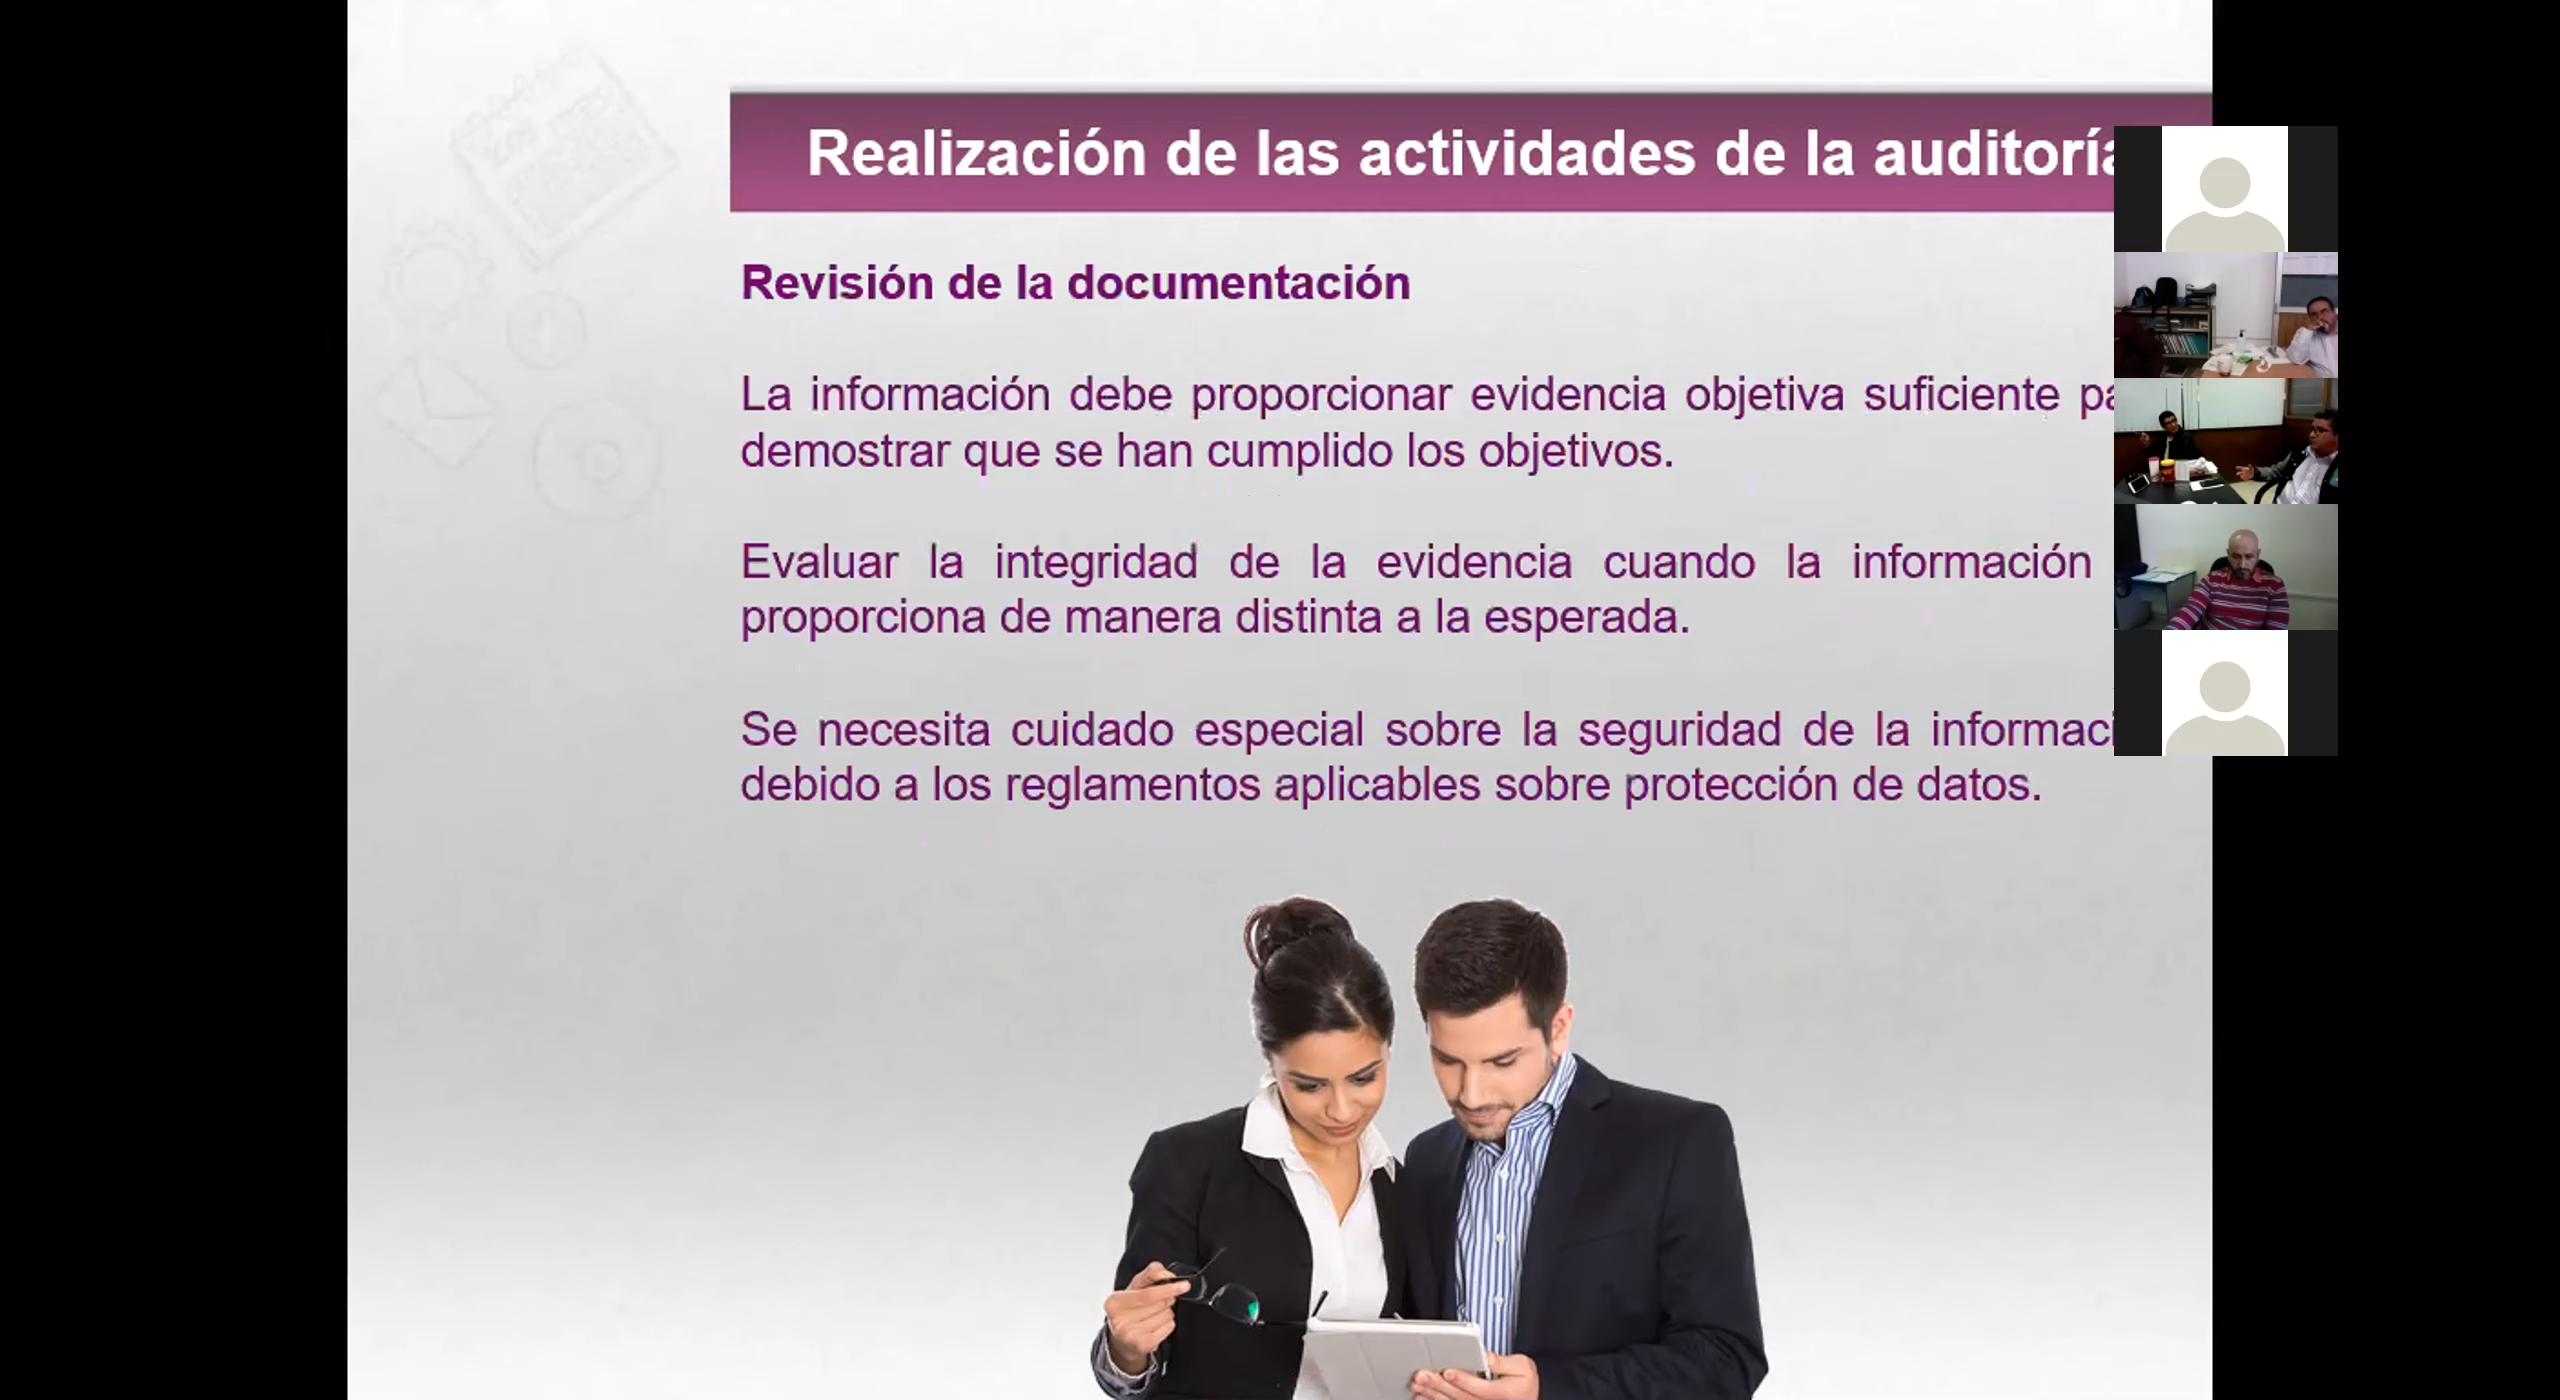 Realización de las actividades de la auditoría
Revisión de la documentación
La información debe proporcionar evidencia objetiva suficiente
demostrar que se han cumplido los objetivos.
Evaluar la integridad de la evidencia cuando la información
proporciona de manera distinta a la esperada.
Se necesita cuidado especial sobre la seguridad de la
debido a los reglamentos aplicables sobre protección de datos.